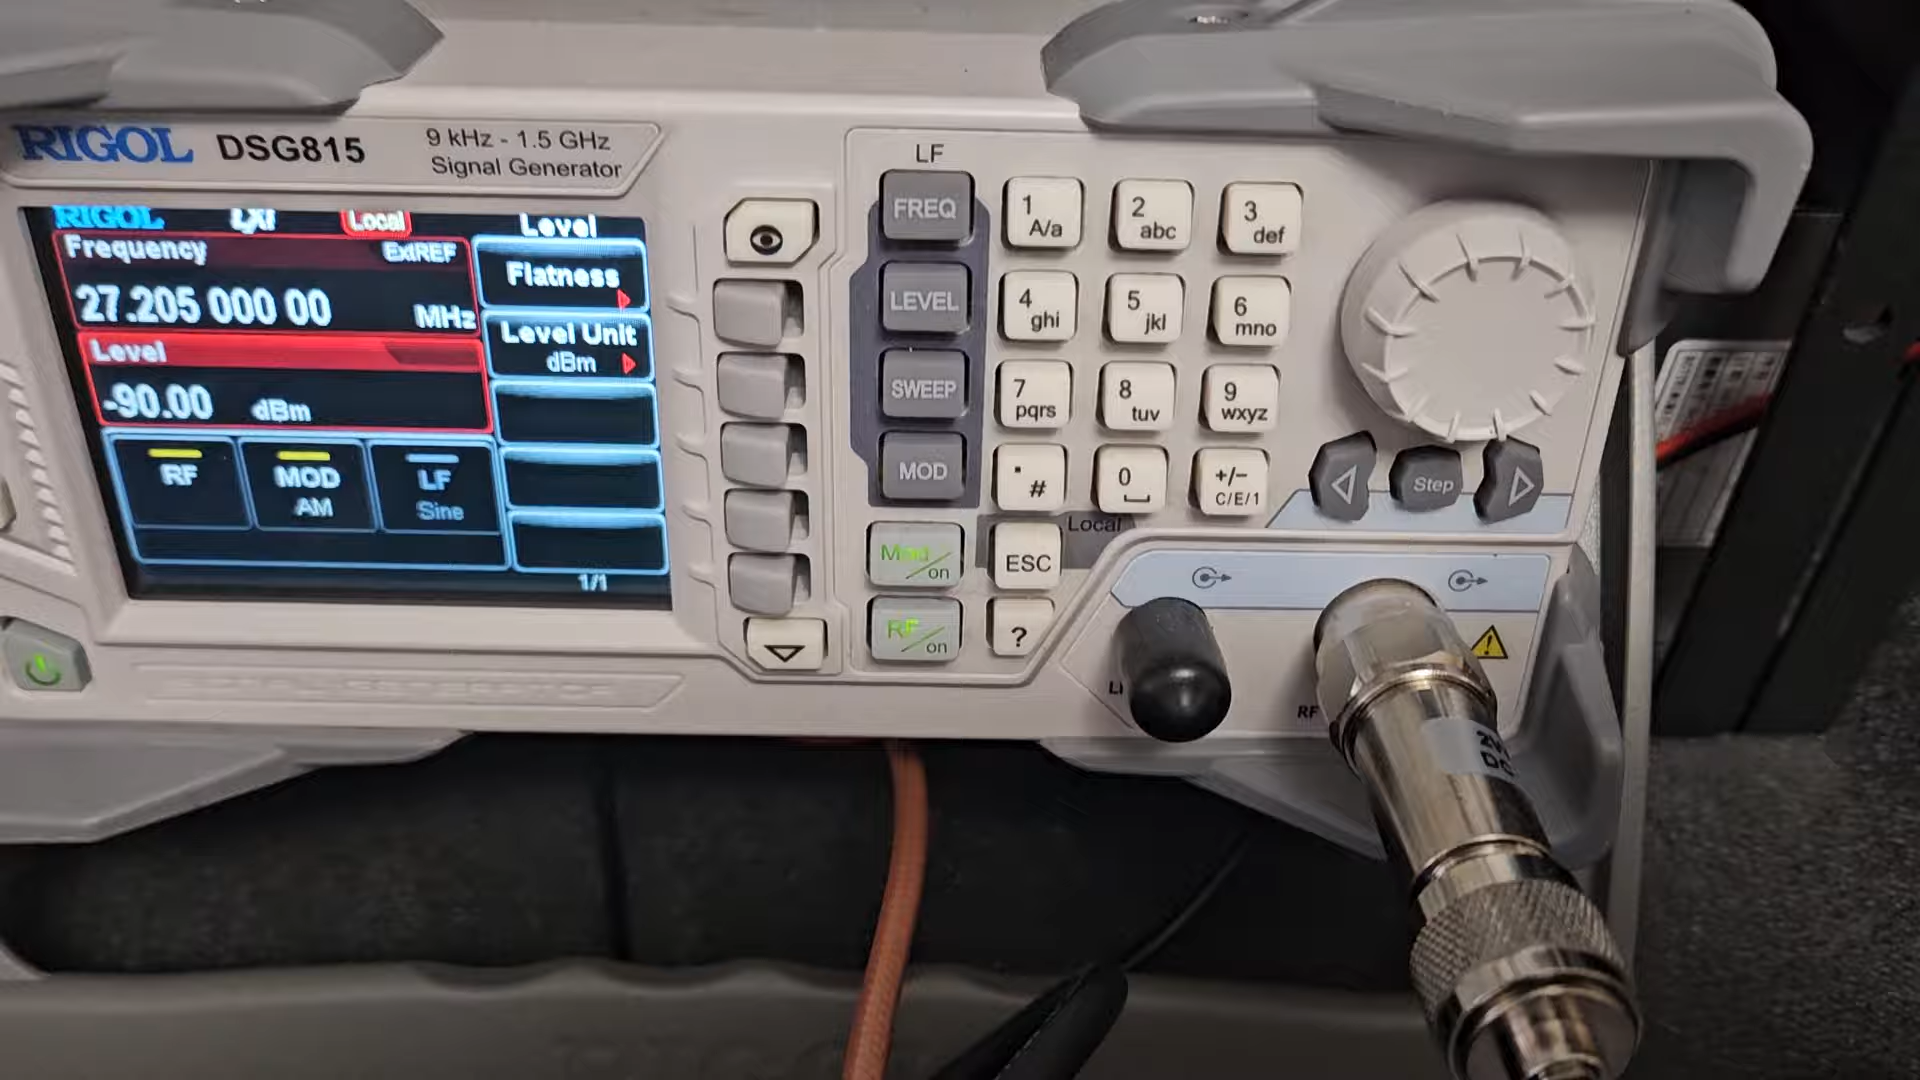 RIGOL DSG815 9 kHz - 1.5 GHz
Signal Generator
RIGOL LXI Local Level
Frequency ExtREF
27.205 000 00 MHz
Level
-90.00 dBm
RF
MOD
AM
LF
Sine
Flatness
Level Unit
dBm
1/1
LF
FREQ
LEVEL
SWEEP
MOD
Mod/on
RF/on
1 A/a
2 abc
3 def
4 ghi
5 jkl
6 mno
7 pqrs
8 tuv
9 wxyz
. #
0
+/- C/E/1
Local
ESC
?
Step
RF